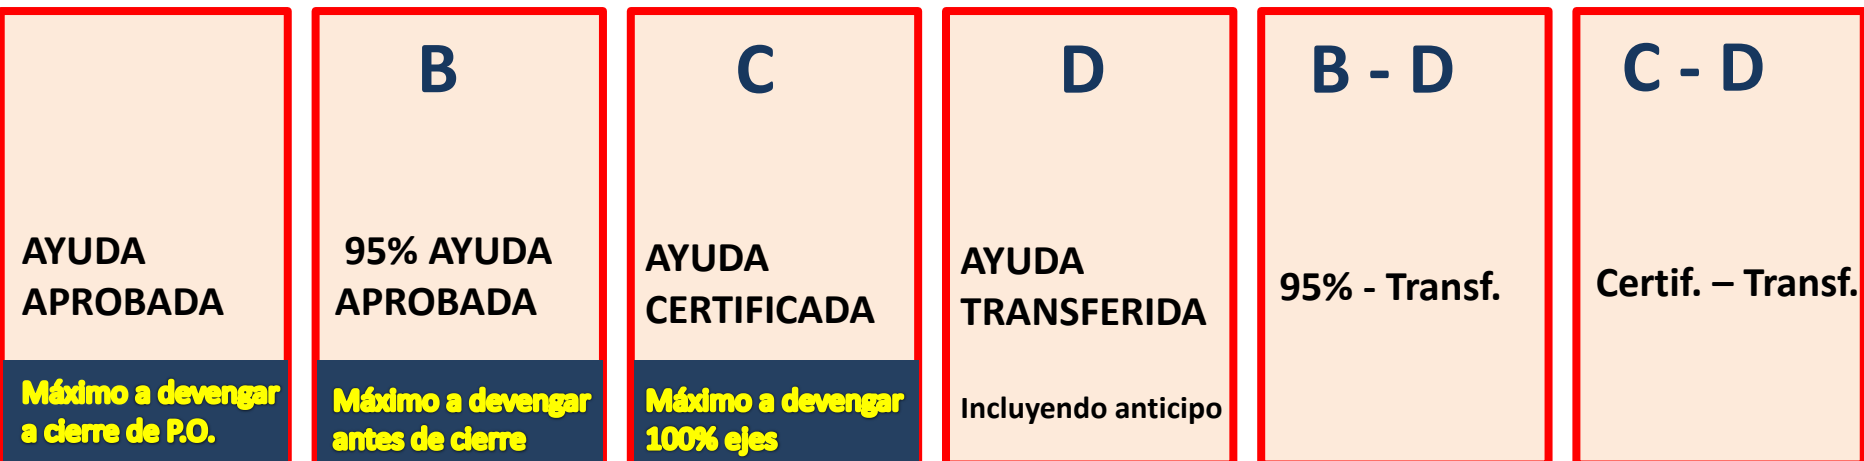 AYUDA
APROBADA
Máximo a devengar
a cierre de P.O.
B
95% AYUDA
APROBADA
Máximo a devengar
antes de cierre
C
AYUDA
CERTIFICADA
Máximo a devengar
100% ejes
D
AYUDA
TRANSFERIDA
Incluyendo anticipo
B - D
95% - Transf.
C - D
Certif. – Transf.